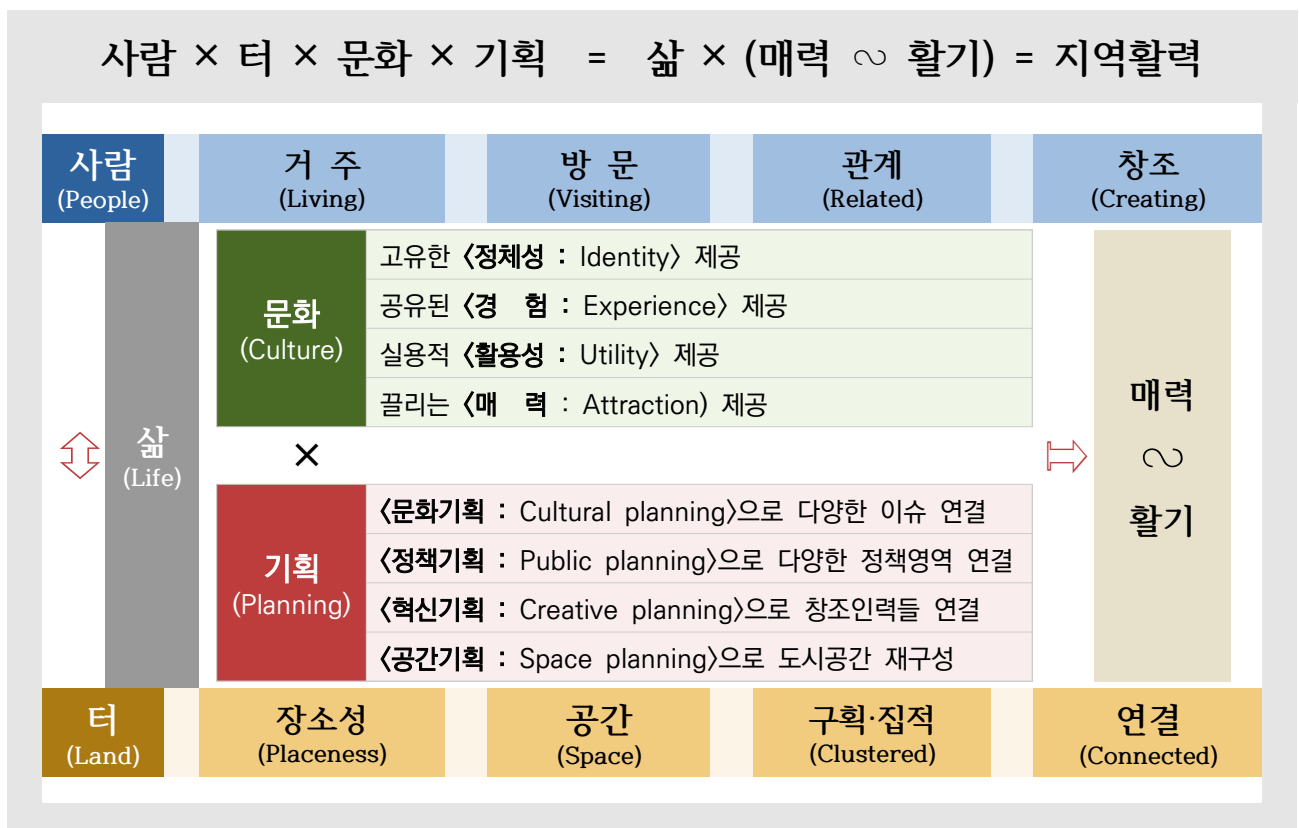 사람 × 터 × 문화 × 기획 = 삶 × (매력 ∽ 활기) = 지역활력
사람
(People)
거 주
(Living)
방 문
(Visiting)
관계
(Related)
창조
(Creating)
삶
(Life)
문화
(Culture)
고유한 〈정체성 : Identity〉 제공
공유된 〈경 험 : Experience〉 제공
실용적 〈활용성 : Utility〉 제공
끌리는 〈매 력 : Attraction) 제공
×
기획
(Planning)
〈문화기획 : Cultural planning〉으로 다양한 이슈 연결
〈정책기획 : Public planning〉으로 다양한 정책영역 연결
〈혁신기획 : Creative planning〉으로 창조인력들 연결
〈공간기획 : Space planning〉으로 도시공간 재구성
매력
∽
활기
터
(Land)
장소성
(Placeness)
공간
(Space)
구획·집적
(Clustered)
연결
(Connected)